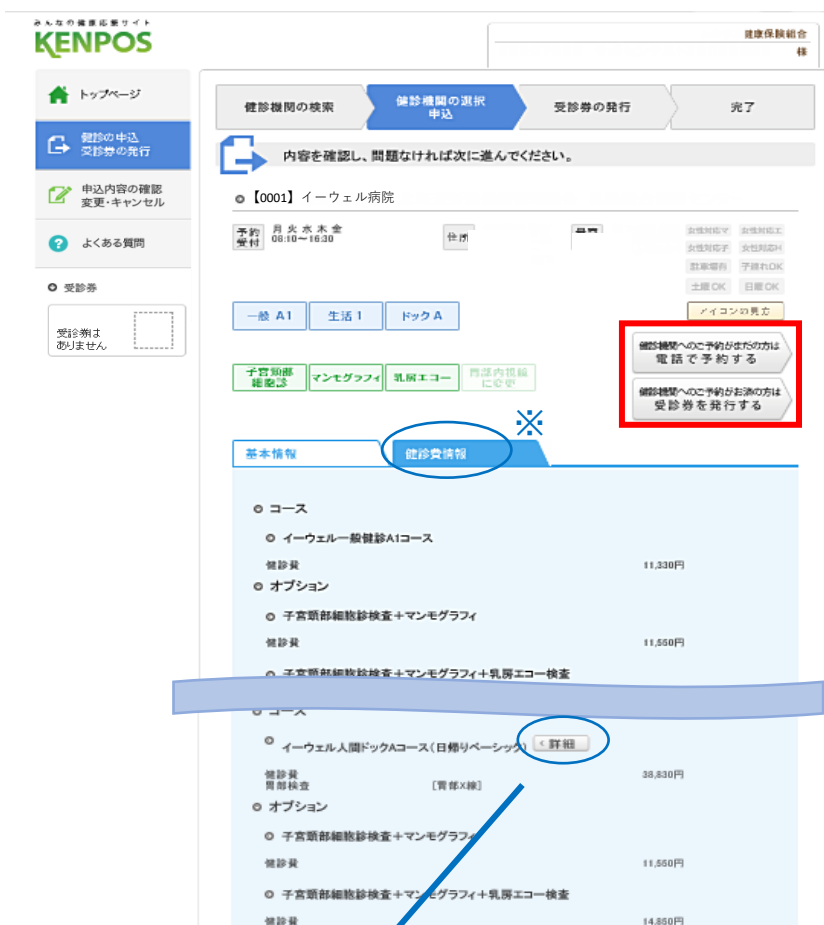 みんなの健康応援サイト
KENPOS
健康保険組合
様
トップページ
健診の申込
受診券の発行
申込内容の確認
変更・キャンセル
よくある質問
受診券
受診券は
ありません
健診機関の検索
健診機関の選択
申込
受診券の発行
完了
内容を確認し、問題なければ次に進んでください。
【0001】イーウェル病院
予約
受付
月 火 水 木 金
08:10～16:30
住所
女性対応マ 女性対応エ
女性対応子 女性対応H
駐車場有 子連れOK
土曜OK 日曜OK
アイコンの見方
一般 A1
生活 1
ドック A
子宮頸部
細胞診
マンモグラフィ
乳房エコー
胃部内視鏡
に変更
健診機関へのご予約がまだの方は
電話で予約する
健診機関へのご予約がお済の方は
受診券を発行する
※
基本情報
健診費情報
コース
イーウェル一般健診A1コース
健診費 11,330円
オプション
子宮頸部細胞診検査＋マンモグラフィ
健診費 11,550円
子宮頸部細胞診検査＋マンモグラフィ＋乳房エコー検査
コース
イーウェル人間ドックAコース（日帰りベーシック） 詳細
健診費 38,830円
胃部検査 [胃部X線]
オプション
子宮頸部細胞診検査＋マンモグラフィ
健診費 11,550円
子宮頸部細胞診検査＋マンモグラフィ＋乳房エコー検査
健診費 14,850円